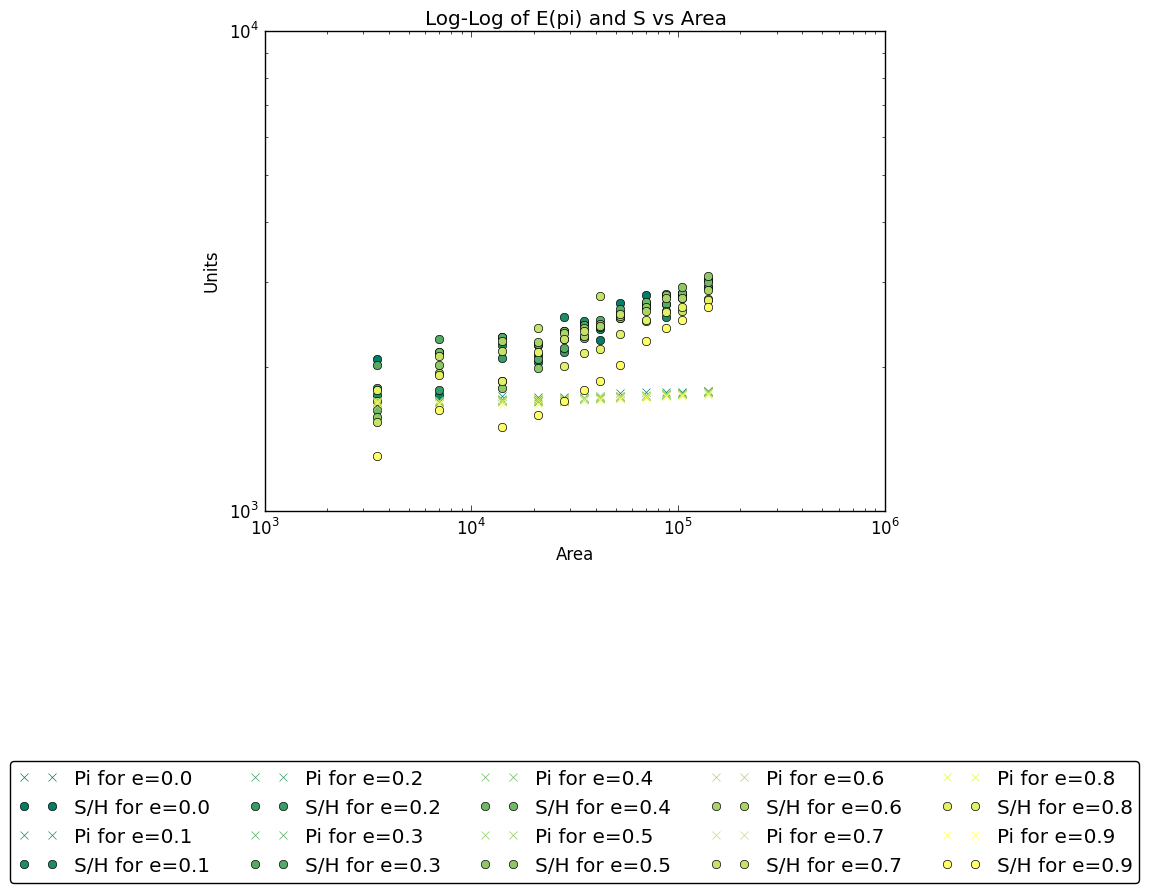 Log-Log of E(pi) and S vs Area
10^4
Units
10^3
10^3 10^4 10^5 10^6
Area
Pi for e=0.0 Pi for e=0.2 Pi for e=0.4 Pi for e=0.6 Pi for e=0.8
S/H for e=0.0 S/H for e=0.2 S/H for e=0.4 S/H for e=0.6 S/H for e=0.8
Pi for e=0.1 Pi for e=0.3 Pi for e=0.5 Pi for e=0.7 Pi for e=0.9
S/H for e=0.1 S/H for e=0.3 S/H for e=0.5 S/H for e=0.7 S/H for e=0.9